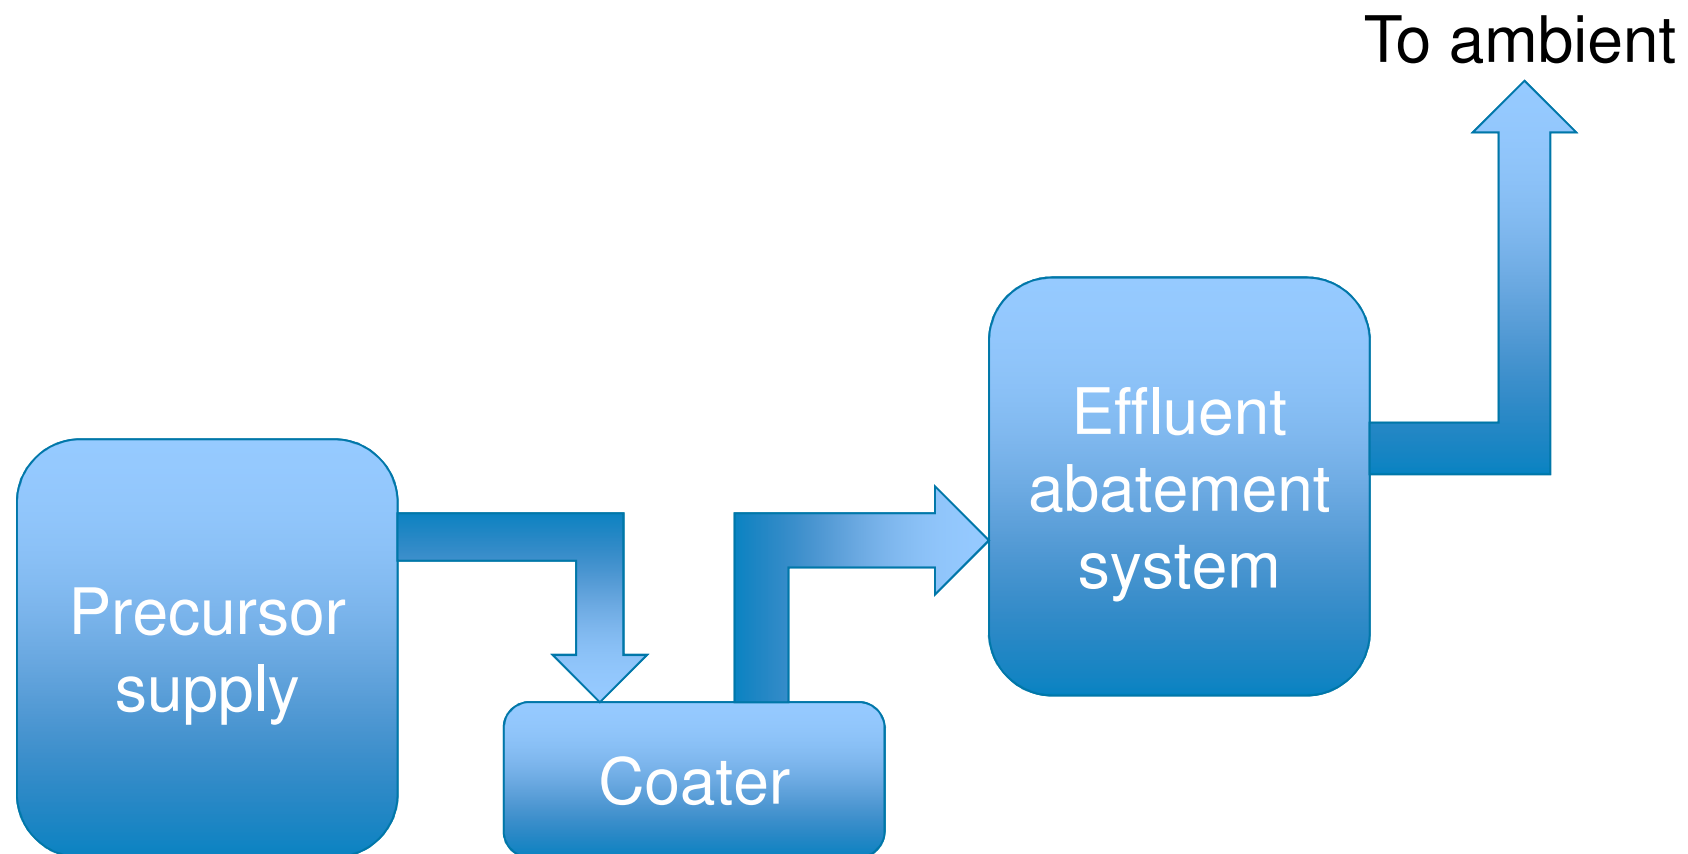 To ambient
Effluent
abatement
system
Precursor
supply
Coater